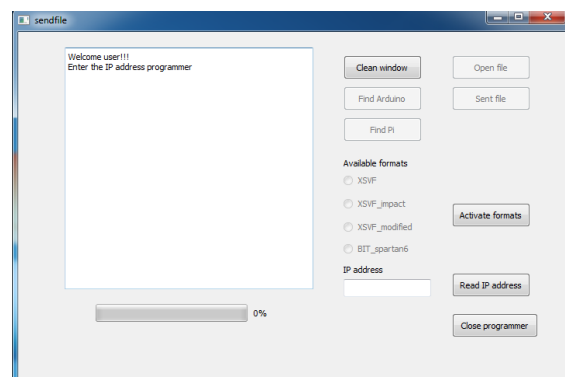 sendfile
Welcome user!!!
Enter the IP address programmer
Clean window
Open file
Find Arduino
Sent file
Find Pi
Available formats
XSVF
XSVF_impact
XSVF_modified
Activate formats
BIT_spartan6
IP address
Read IP address
0%
Close programmer